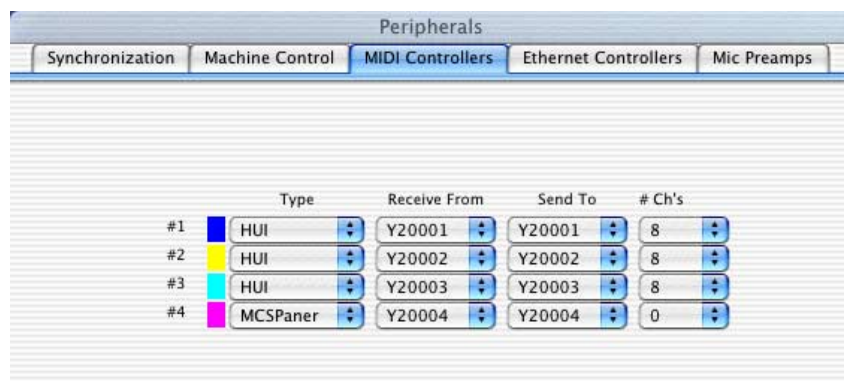 Peripherals
Synchronization Machine Control MIDI Controllers Ethernet Controllers Mic Preamps
Type Receive From Send To # Ch's
#1 HUI Y20001 Y20001 8
#2 HUI Y20002 Y20002 8
#3 HUI Y20003 Y20003 8
#4 MCSPaner Y20004 Y20004 0